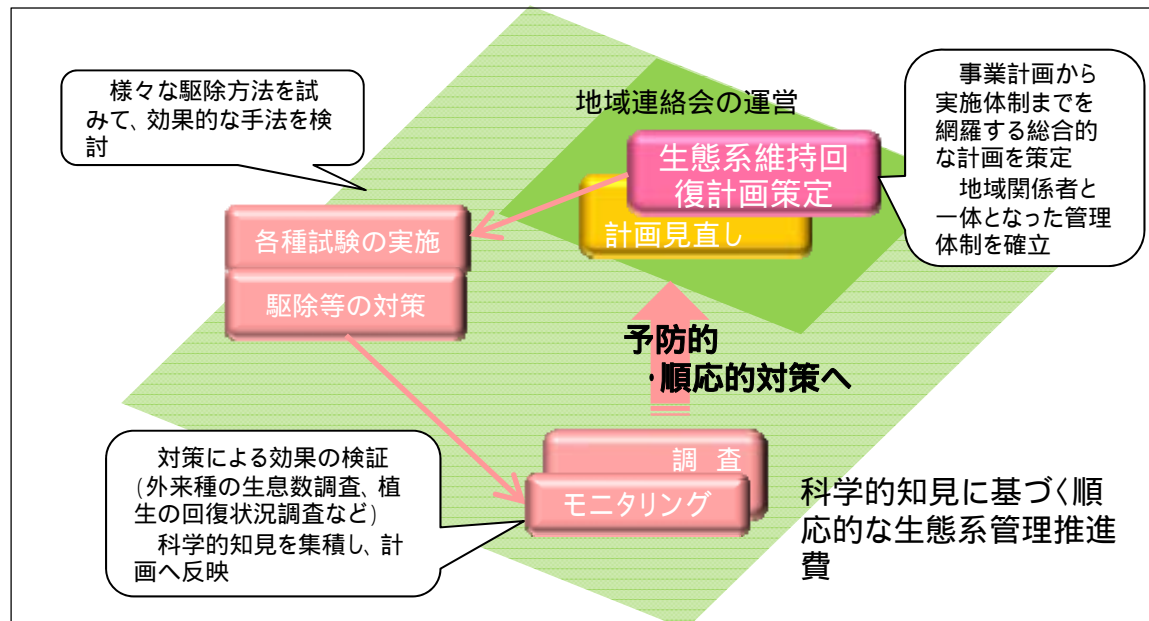 様々な駆除方法を試
みて、効果的な手法を検
討
地域連絡会の運営
事業計画から
実施体制までを
網羅する総合的
な計画を策定
地域関係者と
一体となった管理
体制を確立
生態系維持回
復計画策定
計画見直し
各種試験の実施
駆除等の対策
予防的
・順応的対策へ
調 査
モニタリング
対策による効果の検証
(外来種の生息数調査、植
生の回復状況調査など)
科学的知見を集積し、計
画へ反映
科学的知見に基づく順
応的な生態系管理推進
費